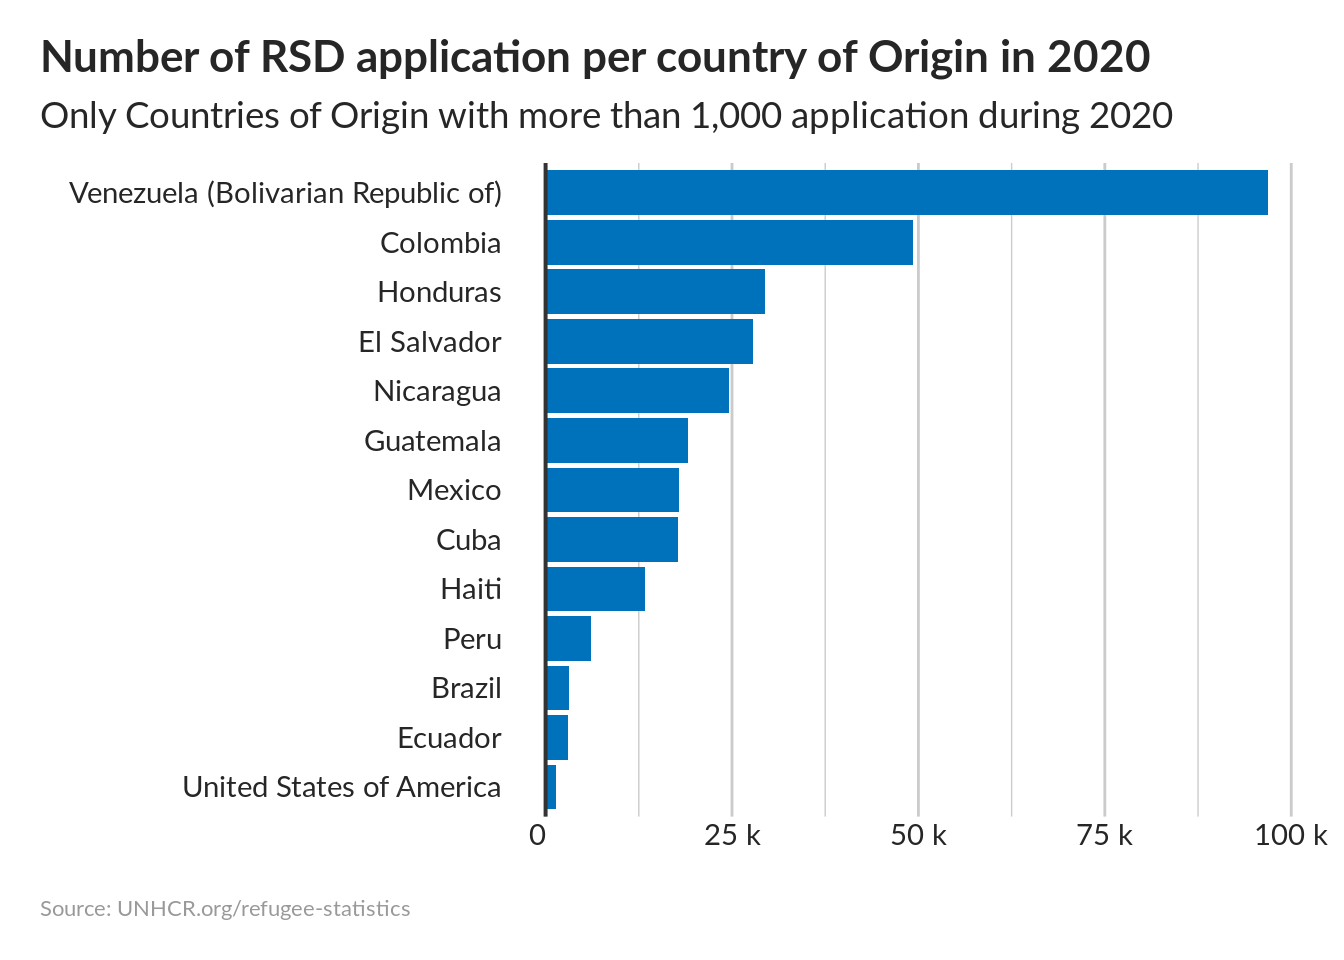 Number of RSD application per country of Origin in 2020
Only Countries of Origin with more than 1,000 application during 2020
Venezuela (Bolivarian Republic of)
Colombia
Honduras
El Salvador
Nicaragua
Guatemala
Mexico
Cuba
Haiti
Peru
Brazil
Ecuador
United States of America
0 25 k 50 k 75 k 100 k
Source: UNHCR.org/refugee-statistics